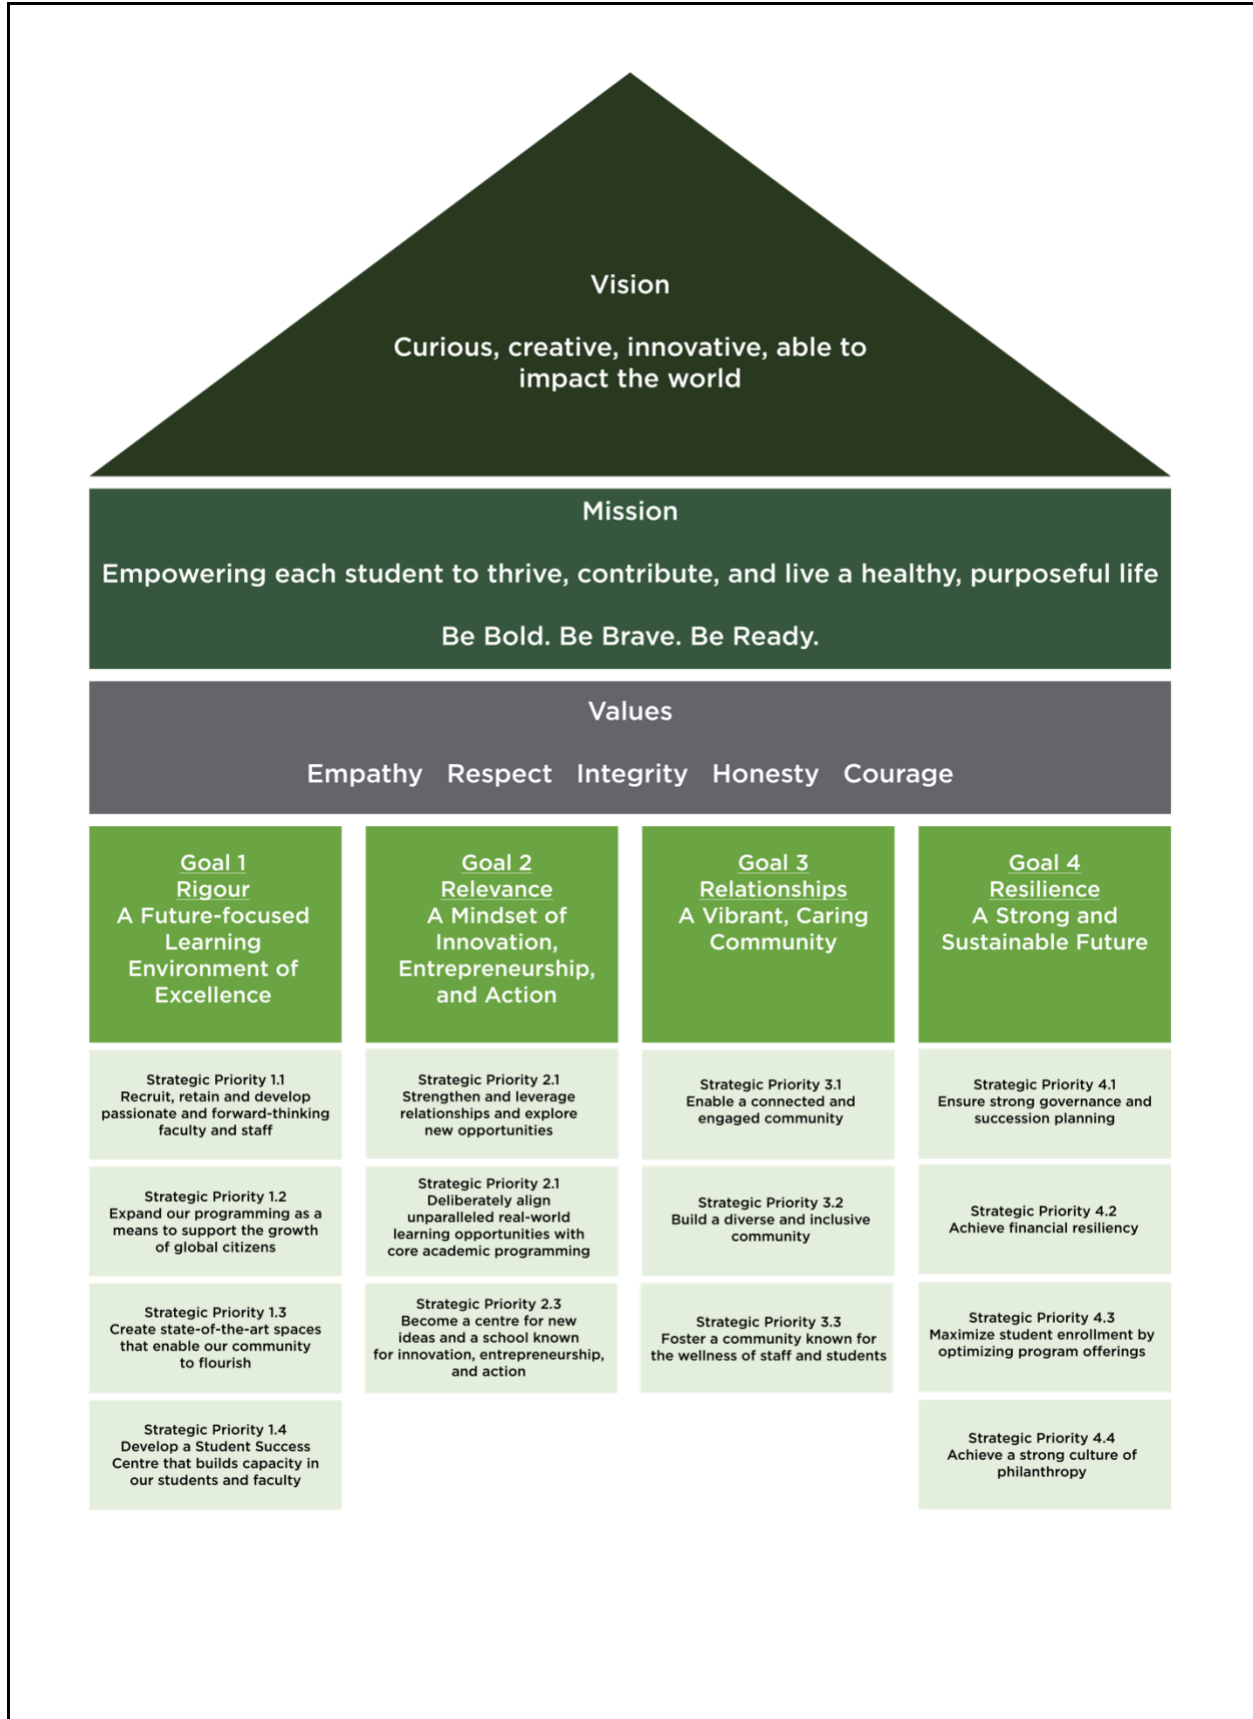 Vision
Curious, creative, innovative, able to
impact the world
Mission
Empowering each student to thrive, contribute, and live a healthy, purposeful life
Be Bold. Be Brave. Be Ready.
Values
Empathy Respect Integrity Honesty Courage
Goal 1
Rigour
A Future-focused
Learning
Environment of
Excellence
Strategic Priority 1.1
Recruit, retain and develop
passionate and forward-thinking
faculty and staff
Strategic Priority 1.2
Expand our programming as a
means to support the growth
of global citizens
Strategic Priority 1.3
Create state-of-the-art spaces
that enable our community
to flourish
Strategic Priority 1.4
Develop a Student Success
Centre that builds capacity in
our students and faculty
Goal 2
Relevance
A Mindset of
Innovation,
Entrepreneurship,
and Action
Strategic Priority 2.1
Strengthen and leverage
relationships and explore
new opportunities
Strategic Priority 2.1
Deliberately align
unparalleled real-world
learning opportunities with
core academic programming
Strategic Priority 2.3
Become a centre for new
ideas and a school known
for innovation, entrepreneurship,
and action
Goal 3
Relationships
A Vibrant, Caring
Community
Strategic Priority 3.1
Enable a connected and
engaged community
Strategic Priority 3.2
Build a diverse and inclusive
community
Strategic Priority 3.3
Foster a community known for
the wellness of staff and students
Goal 4
Resilience
A Strong and
Sustainable Future
Strategic Priority 4.1
Ensure strong governance and
succession planning
Strategic Priority 4.2
Achieve financial resiliency
Strategic Priority 4.3
Maximize student enrollment by
optimizing program offerings
Strategic Priority 4.4
Achieve a strong culture of
philanthropy